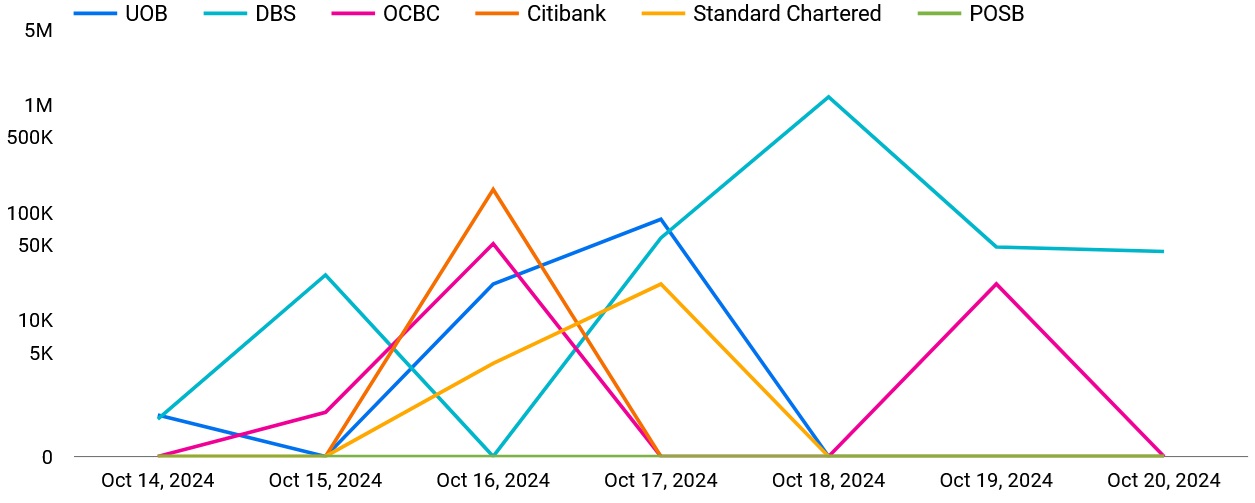 UOB DBS OCBC Citibank Standard Chartered POSB
5M
1M
500K
100K
50K
10K
5K
0
Oct 14, 2024 Oct 15, 2024 Oct 16, 2024 Oct 17, 2024 Oct 18, 2024 Oct 19, 2024 Oct 20, 2024